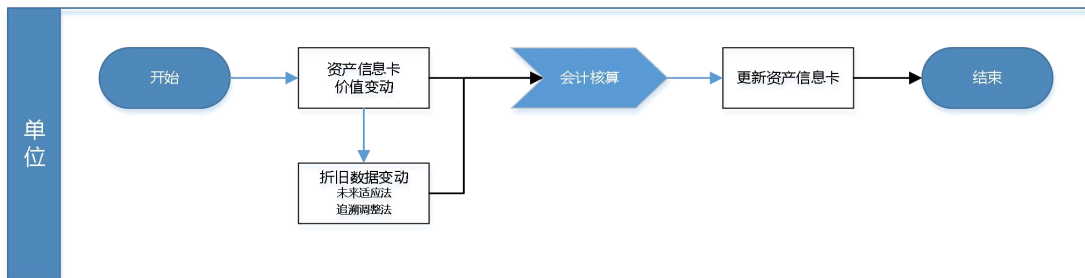 单位
开始
资产信息卡
价值变动
折旧数据变动
未来适应法
追溯调整法
会计核算
更新资产信息卡
结束